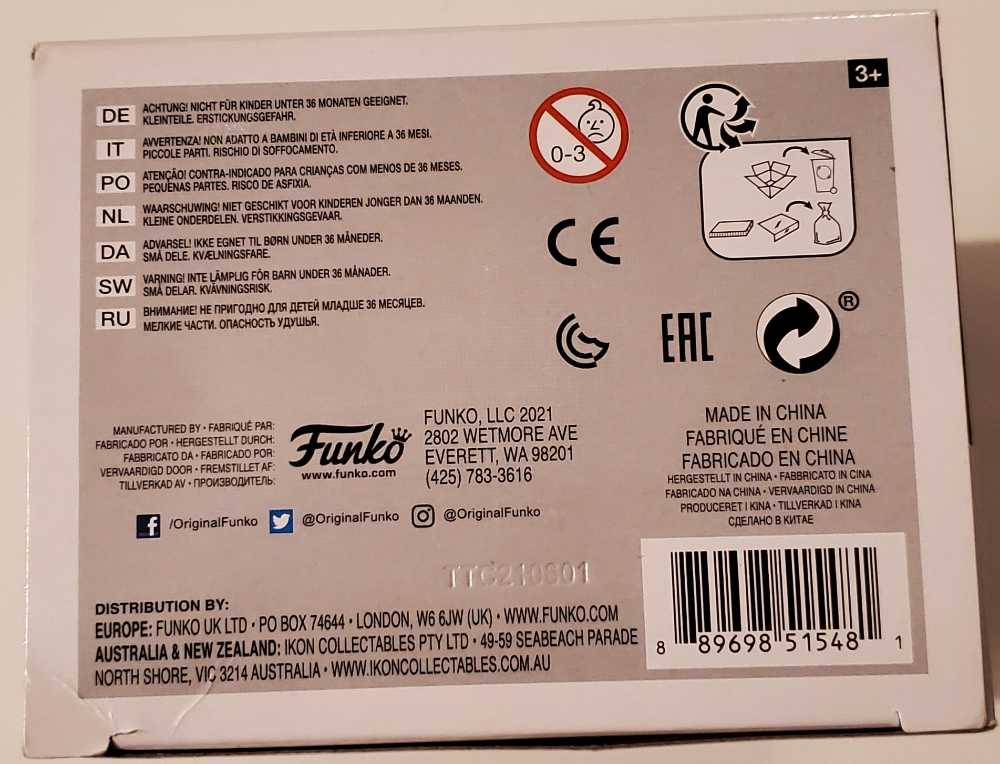 3+
DE ACHTUNG! NICHT FÜR KINDER UNTER 36 MONATEN GEEIGNET.
KLEINTEILE. ERSTICKUNGSGEFAHR.
IT AVVERTENZA! NON ADATTO A BAMBINI DI ETÀ INFERIORE A 36 MESI.
PICCOLE PARTI. RISCHIO DI SOFFOCAMENTO.
PO ATENÇÃO! CONTRA-INDICADO PARA CRIANÇAS COM MENOS DE 36 MESES.
PEQUENAS PARTES. RISCO DE ASFIXIA.
NL WAARSCHUWING! NIET GESCHIKT VOOR KINDEREN JONGER DAN 36 MAANDEN.
KLEINE ONDERDELEN. VERSTIKKINGSGEVAAR.
DA ADVARSEL! IKKE EGNET TIL BØRN UNDER 36 MÅNEDER.
SMÅ DELE. KVÆLNINGSFARE.
SW VARNING! INTE LÄMPLIG FÖR BARN UNDER 36 MÅNADER.
SMÅ DELAR. KVÄVNINGSRISK.
RU ВНИМАНИЕ! НЕ ПРИГОДНО ДЛЯ ДЕТЕЙ МЛАДШЕ 36 МЕСЯЦЕВ.
МЕЛКИЕ ЧАСТИ. ОПАСНОСТЬ УДУШЬЯ.
0-3
CE
EAC
®
MANUFACTURED BY • FABRIQUÉ PAR:
FABRICADO POR • HERGESTELLT DURCH:
FABBRICATO DA • FABRICADO POR:
VERVAARDIGD DOOR • FREMSTILLET AF:
TILLVERKAD AV • ПРОИЗВОДИТЕЛЬ:
Funko
www.funko.com
FUNKO, LLC 2021
2802 WETMORE AVE
EVERETT, WA 98201
(425) 783-3616
MADE IN CHINA
FABRIQUÉ EN CHINE
FABRICADO EN CHINA
HERGESTELLT IN CHINA • FABBRICATO IN CINA
FABRICADO NA CHINA • VERVAARDIGD IN CHINA
PRODUCERET I KINA • TILLVERKAD I KINA
СДЕЛАНО В КИТАЕ
f /OriginalFunko @OriginalFunko @OriginalFunko
DISTRIBUTION BY:
EUROPE: FUNKO UK LTD • PO BOX 74644 • LONDON, W6 6JW (UK) • WWW.FUNKO.COM
AUSTRALIA & NEW ZEALAND: IKON COLLECTABLES PTY LTD • 49-59 SEABEACH PARADE
NORTH SHORE, VIC 3214 AUSTRALIA • WWW.IKONCOLLECTABLES.COM.AU
8 89698 51548 1